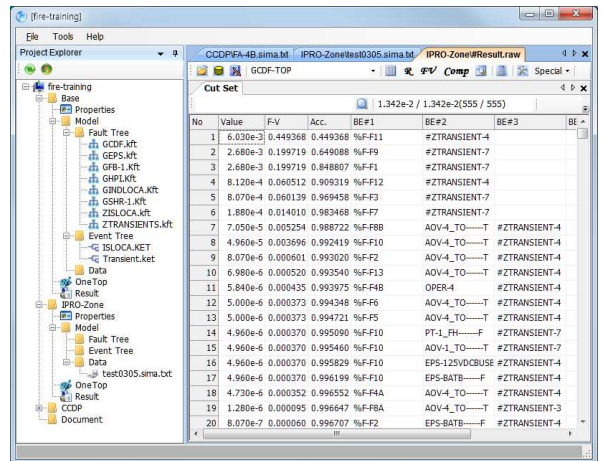 [fire-training]
File Tools Help
Project Explorer
fire-training
Base
Properties
Model
Fault Tree
GCDF.kft
GEPS.kft
GFB-1.Kft
GHPI.Kft
GINDLOCA.Kft
GSHR-1.Kft
ZISLOCA.kft
ZTRANSIENTS.kft
Event Tree
ISLOCA.KET
Transient.ket
Data
OneTop
Result
IPRO-Zone
Properties
Model
Fault Tree
Event Tree
Data
test0305.sima.txt
OneTop
Result
CCDP
Document
CCDP\FA-4B.sima.txt IPRO-Zone\test0305.sima.txt IPRO-Zone\#Result.raw
GCDF-TOP R FV Comp Special
Cut Set
1.342e-2 / 1.342e-2(555 / 555)
No Value F-V Acc. BE#1 BE#2 BE#3 BE
1 6.030e-3 0.449368 0.449368 %F-F11 #ZTRANSIENT-4
2 2.680e-3 0.199719 0.649088 %F-F9 #ZTRANSIENT-7
3 2.680e-3 0.199719 0.848807 %F-F1 #ZTRANSIENT-7
4 8.120e-4 0.060512 0.909319 %F-F12 #ZTRANSIENT-4
5 8.070e-4 0.060139 0.969458 %F-F3 #ZTRANSIENT-7
6 1.880e-4 0.014010 0.983468 %F-F7 #ZTRANSIENT-7
7 7.050e-5 0.005254 0.988722 %F-F8B AOV-4_TO------T #ZTRANSIENT-4
8 4.960e-5 0.003696 0.992419 %F-F10 AOV-4_TO------T #ZTRANSIENT-4
9 8.070e-6 0.000601 0.993020 %F-F2 AOV-4_TO------T #ZTRANSIENT-4
10 6.980e-6 0.000520 0.993540 %F-F13 AOV-4_TO------T #ZTRANSIENT-4
11 5.840e-6 0.000435 0.993975 %F-F4B OPER-4 #ZTRANSIENT-4
12 5.000e-6 0.000373 0.994348 %F-F6 AOV-4_TO------T #ZTRANSIENT-4
13 5.000e-6 0.000373 0.994721 %F-F5 AOV-4_TO------T #ZTRANSIENT-4
14 4.960e-6 0.000370 0.995090 %F-F10 PT-1_FH-------F #ZTRANSIENT-7
15 4.960e-6 0.000370 0.995460 %F-F10 AOV-1_TO------T #ZTRANSIENT-7
16 4.960e-6 0.000370 0.995829 %F-F10 EPS-125VDCBUSE #ZTRANSIENT-4
17 4.960e-6 0.000370 0.996199 %F-F10 EPS-BATB------F #ZTRANSIENT-4
18 4.730e-6 0.000352 0.996552 %F-F4A AOV-4_TO------T #ZTRANSIENT-4
19 1.280e-6 0.000095 0.996647 %F-F8A AOV-4_TO------T #ZTRANSIENT-3
20 8.070e-7 0.000060 0.996707 %F-F2 EPS-BATB------F #ZTRANSIENT-4